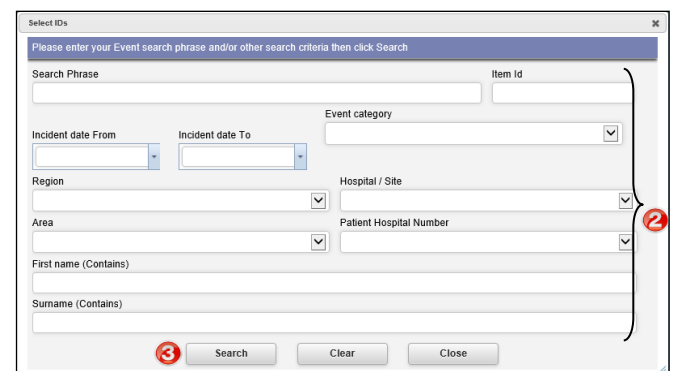 Select IDs
Please enter your Event search phrase and/or other search criteria then click Search
Search Phrase Item Id
Event category
Incident date From Incident date To
Region Hospital / Site
2
Area Patient Hospital Number
First name (Contains)
Surname (Contains)
3 Search Clear Close